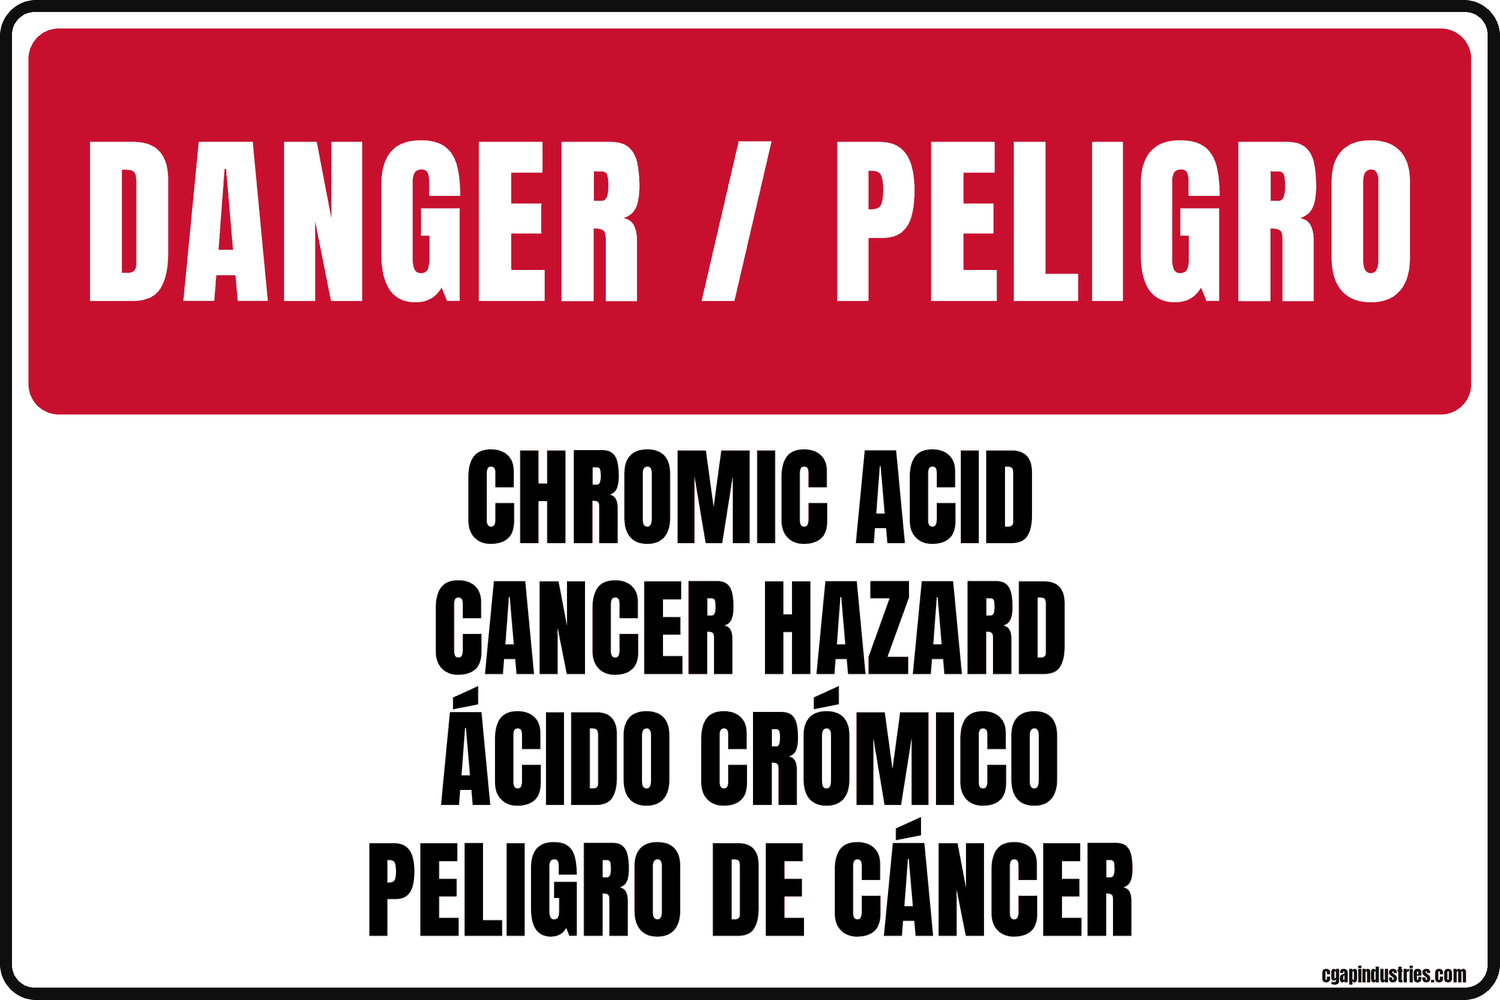 DANGER / PELIGRO
CHROMIC ACID
CANCER HAZARD
ÁCIDO CRÓMICO
PELIGRO DE CÁNCER
cgapindustries.com